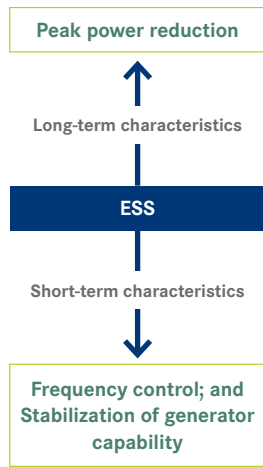 Peak power reduction
Long-term characteristics
ESS
Short-term characteristics
Frequency control; and
Stabilization of generator
capability